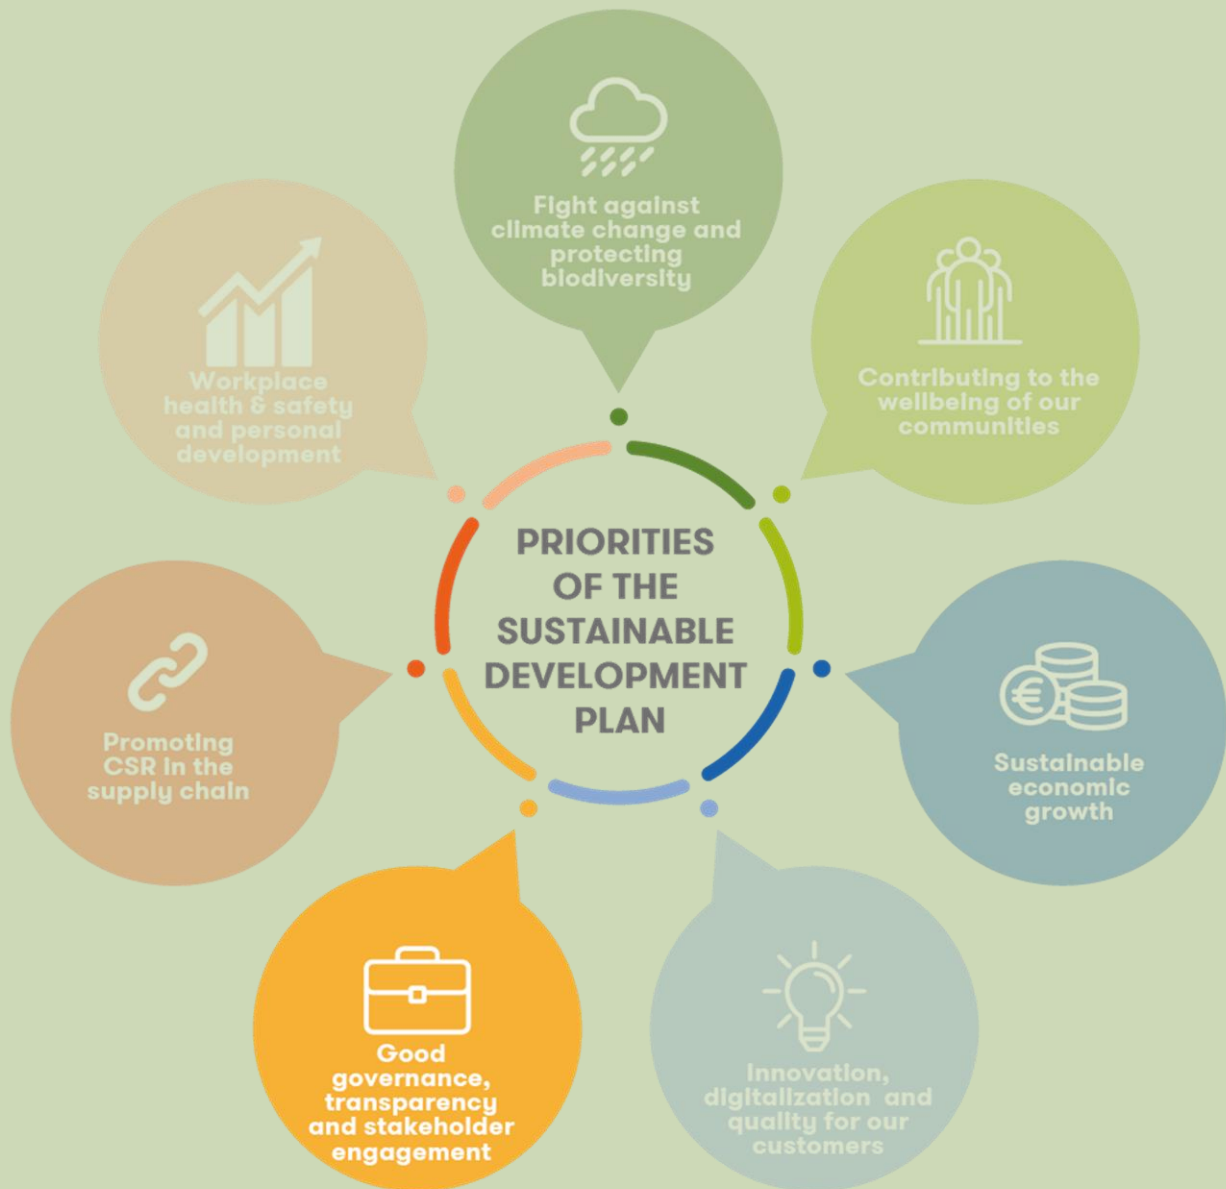 Fight against
climate change and
protecting
biodiversity
Workplace
health & safety
and personal
development
Contributing to the
wellbeing of our
communities
PRIORITIES
OF THE
SUSTAINABLE
DEVELOPMENT
PLAN
Promoting
CSR in the
supply chain
€
Sustainable
economic
growth
Good
governance,
transparency
and stakeholder
engagement
Innovation,
digitalization and
quality for our
customers